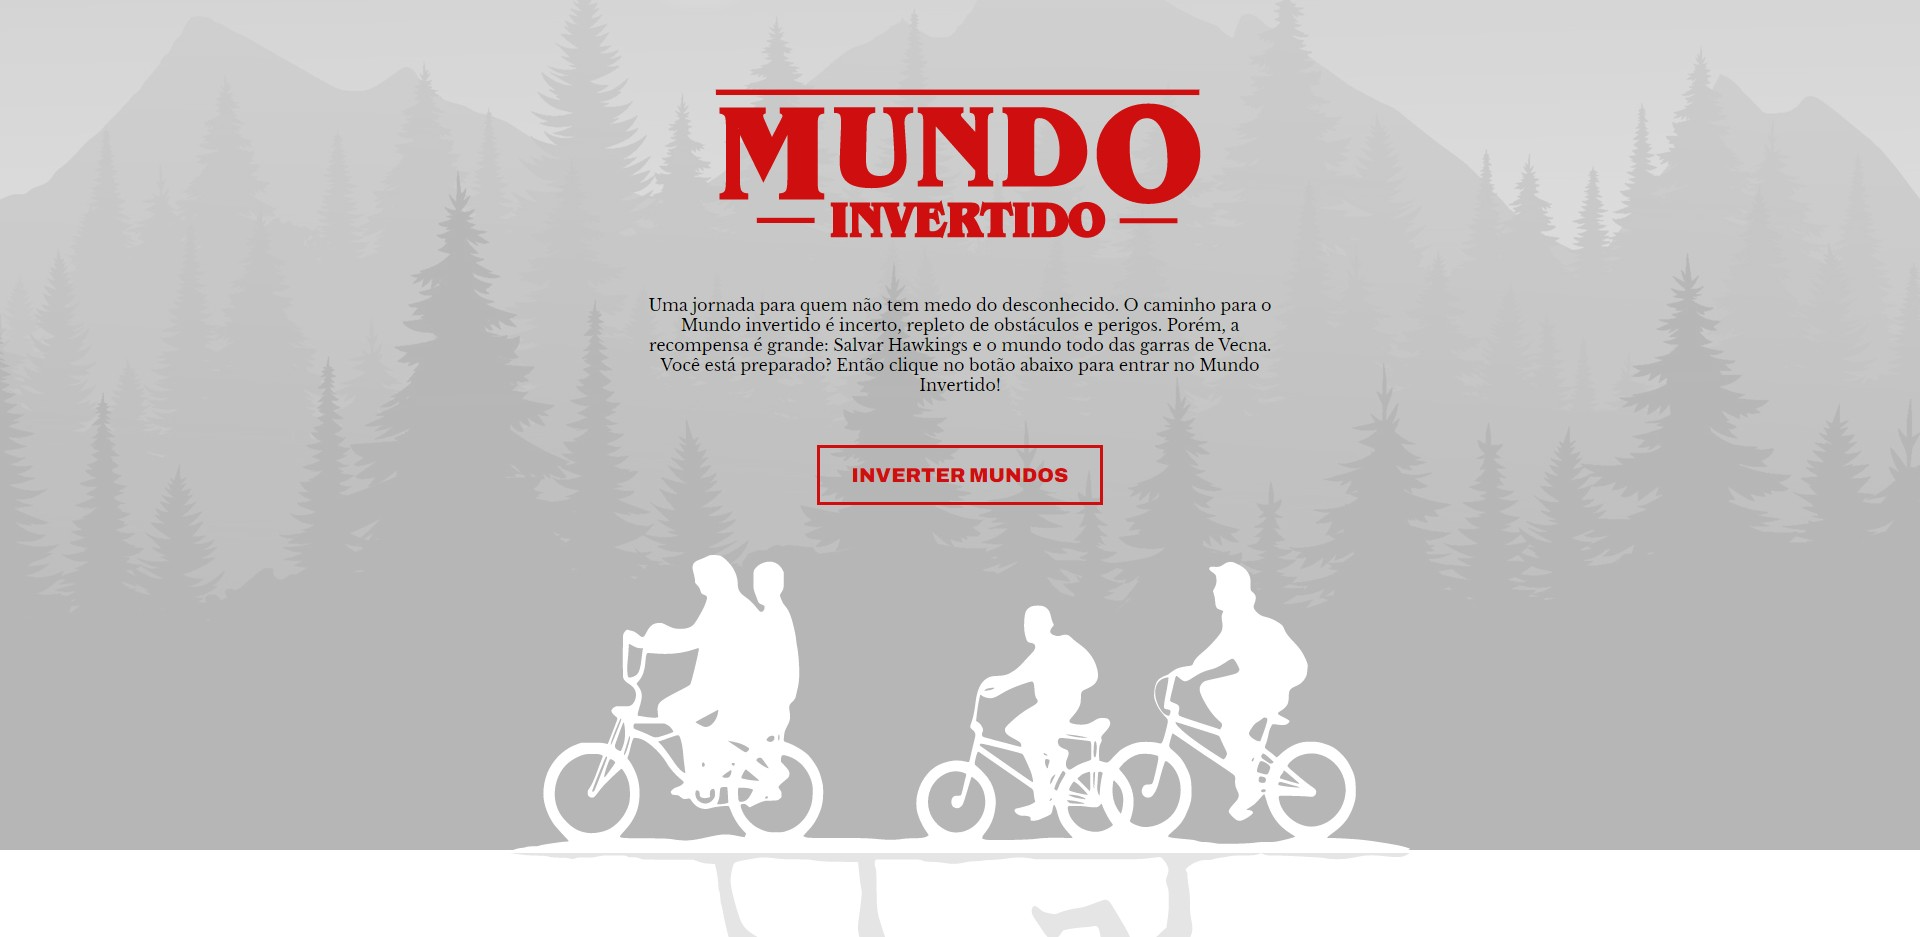 MUNDO
INVERTIDO
Uma jornada para quem não tem medo do desconhecido. O caminho para o
Mundo invertido é incerto, repleto de obstáculos e perigos. Porém, a
recompensa é grande: Salvar Hawkings e o mundo todo das garras de Vecna.
Você está preparado? Então clique no botão abaixo para entrar no Mundo
Invertido!
INVERTER MUNDOS